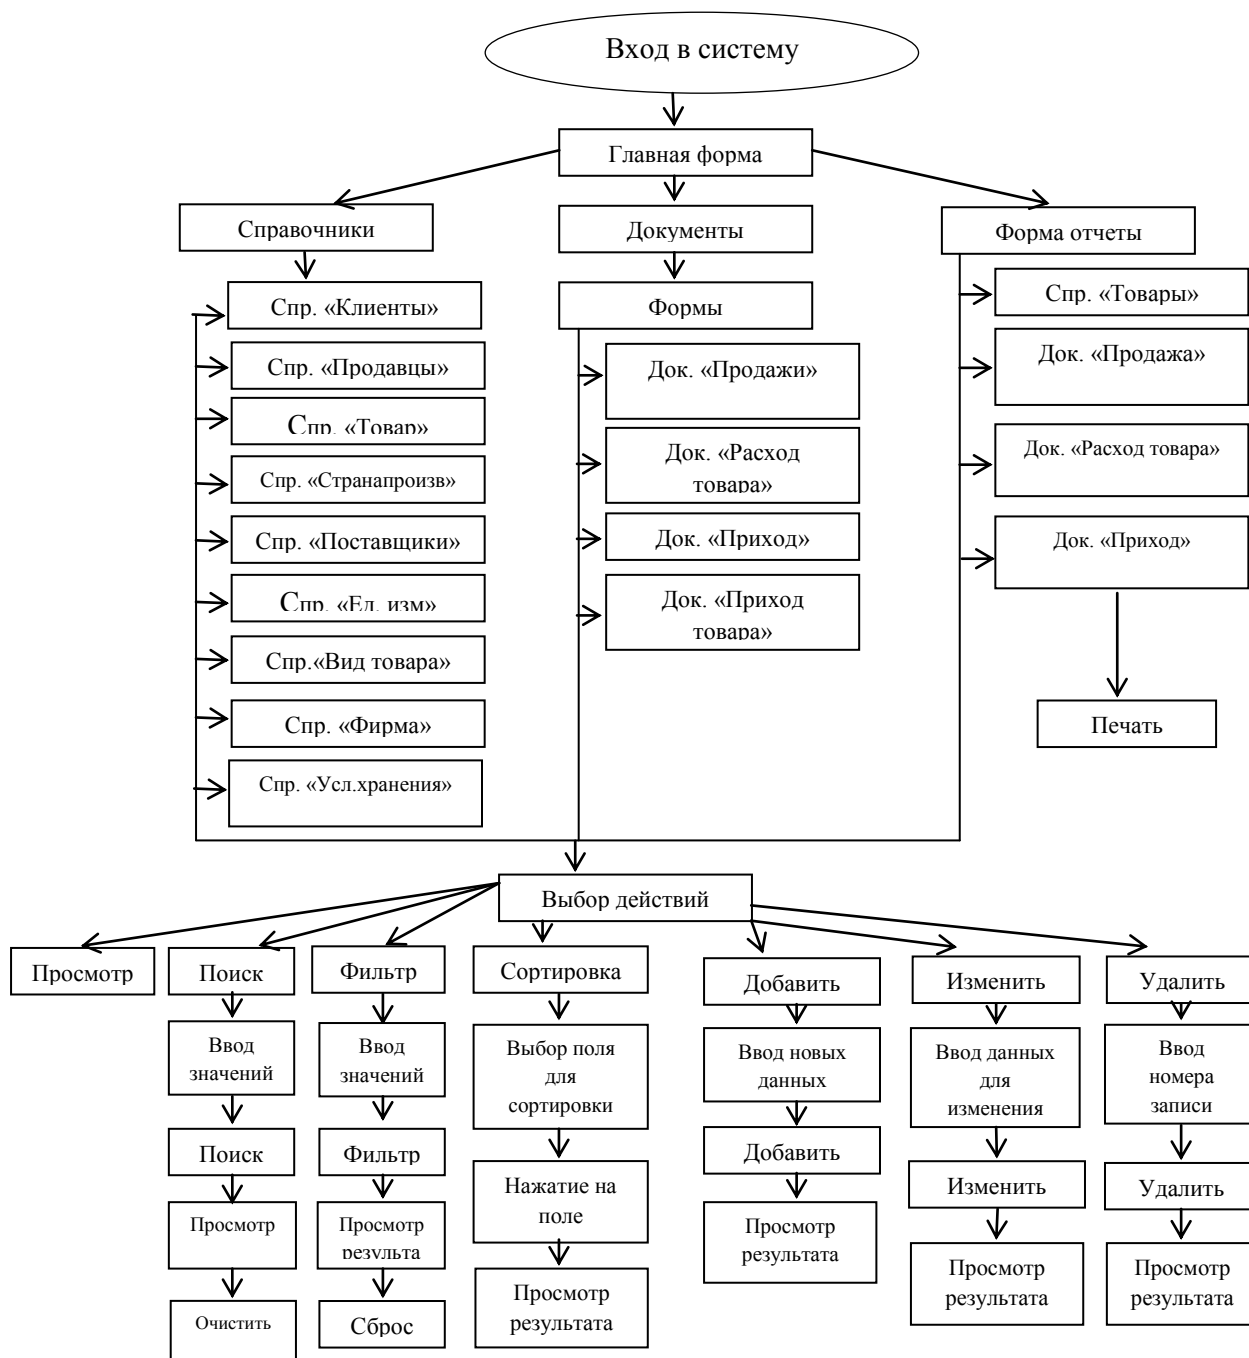 Вход в систему
Главная форма
Справочники
Документы
Форма отчеты
Спр. «Клиенты»
Спр. «Продавцы»
Спр. «Товар»
Спр. «Странапроизв»
Спр. «Поставщики»
Спр. «Ед. изм»
Спр.«Вид товара»
Спр. «Фирма»
Спр. «Усл.хранения»
Формы
Док. «Продажи»
Док. «Расход
товара»
Док. «Приход»
Док. «Приход
товара»
Спр. «Товары»
Док. «Продажа»
Док. «Расход товара»
Док. «Приход»
Печать
Выбор действий
Просмотр
Поиск
Ввод
значений
Поиск
Просмотр
Очистить
Фильтр
Ввод
значений
Фильтр
Просмотр
результа
Сброс
Сортировка
Выбор поля
для
сортировки
Нажатие на
поле
Просмотр
результата
Добавить
Ввод новых
данных
Добавить
Просмотр
результата
Изменить
Ввод данных
для
изменения
Изменить
Просмотр
результата
Удалить
Ввод
номера
записи
Удалить
Просмотр
результата